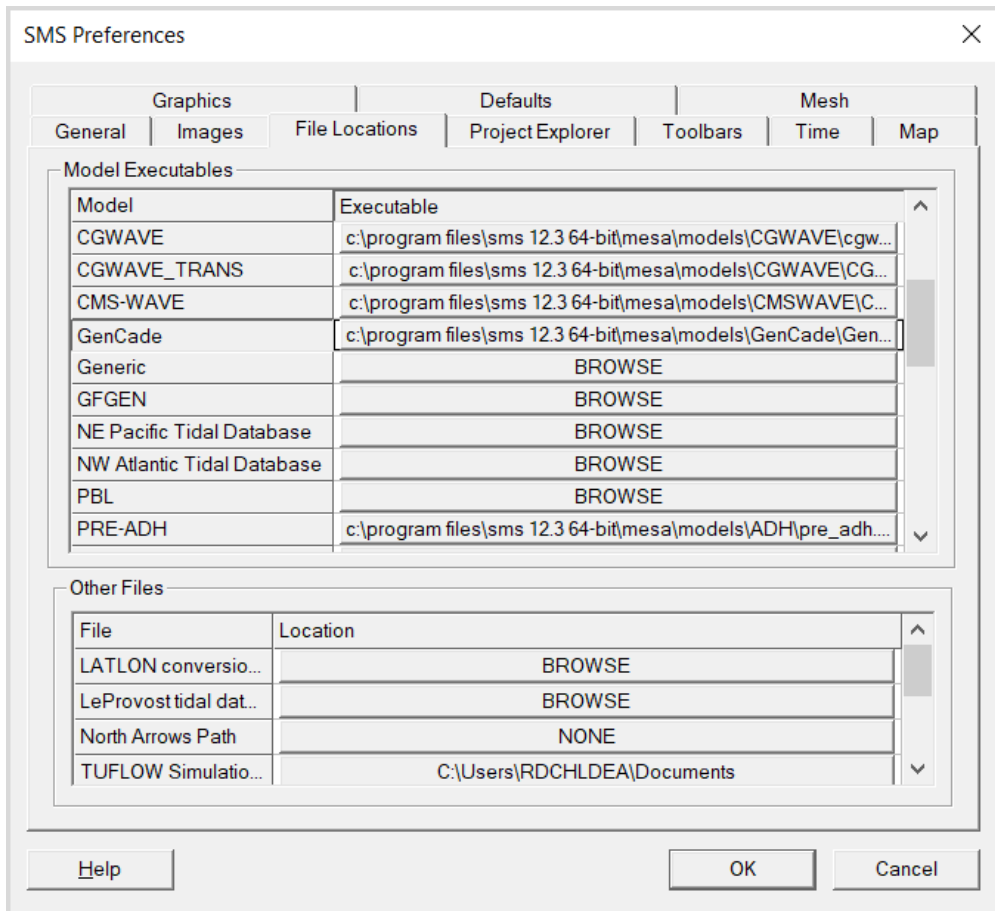 SMS Preferences
Graphics Defaults Mesh
General Images File Locations Project Explorer Toolbars Time Map
Model Executables
Model Executable
CGWAVE c:\program files\sms 12.3 64-bit\mesa\models\CGWAVE\cgw...
CGWAVE_TRANS c:\program files\sms 12.3 64-bit\mesa\models\CGWAVE\CG...
CMS-WAVE c:\program files\sms 12.3 64-bit\mesa\models\CMSWAVE\C...
GenCade c:\program files\sms 12.3 64-bit\mesa\models\GenCade\Gen...
Generic BROWSE
GFGEN BROWSE
NE Pacific Tidal Database BROWSE
NW Atlantic Tidal Database BROWSE
PBL BROWSE
PRE-ADH c:\program files\sms 12.3 64-bit\mesa\models\ADH\pre_adh....
Other Files
File Location
LATLON conversio... BROWSE
LeProvost tidal dat... BROWSE
North Arrows Path NONE
TUFLOW Simulatio... C:\Users\RDCHLDEA\Documents
Help OK Cancel